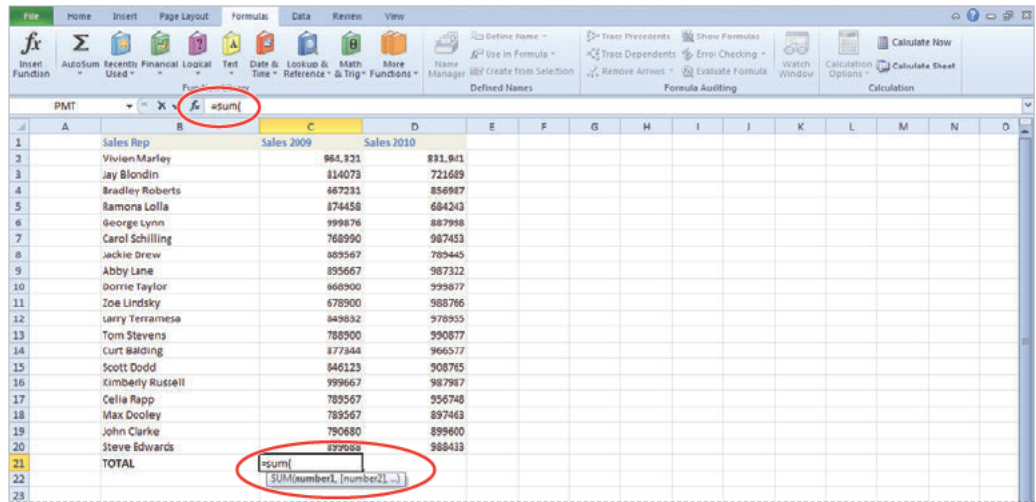 File Home Insert Page Layout Formulas Data Review View
fx Insert Function
Σ AutoSum
Recently Used
Financial
Logical
Text
Date & Time
Lookup & Reference
Math & Trig
More Functions
Function Library
Name Manager
Define Name
Use in Formula
Create from Selection
Defined Names
Trace Precedents
Trace Dependents
Remove Arrows
Show Formulas
Error Checking
Evaluate Formula
Formula Auditing
Watch Window
Calculation Options
Calculate Now
Calculate Sheet
Calculation
PMT fx =sum(
A B C D E F G H I J K L M N O
1 Sales Rep Sales 2009 Sales 2010
2 Vivien Marley 964,321 831,941
3 Jay Blondin 814073 721689
4 Bradley Roberts 667231 856987
5 Ramona Lolla 874458 684243
6 George Lynn 999876 887998
7 Carol Schilling 768990 987453
8 Jackie Drew 889567 789445
9 Abby Lane 895667 987322
10 Dorrie Taylor 668900 999877
11 Zoe Lindsky 678900 988766
12 Larry Terramesa 849832 978955
13 Tom Stevens 788900 990877
14 Curt Balding 877344 966577
15 Scott Dodd 846123 908765
16 Kimberly Russell 999667 987987
17 Celia Rapp 789567 956748
18 Max Dooley 789567 897463
19 John Clarke 790680 899600
20 Steve Edwards 899688 988433
21 TOTAL =sum(
22 SUM(number1, [number2], ...)
23